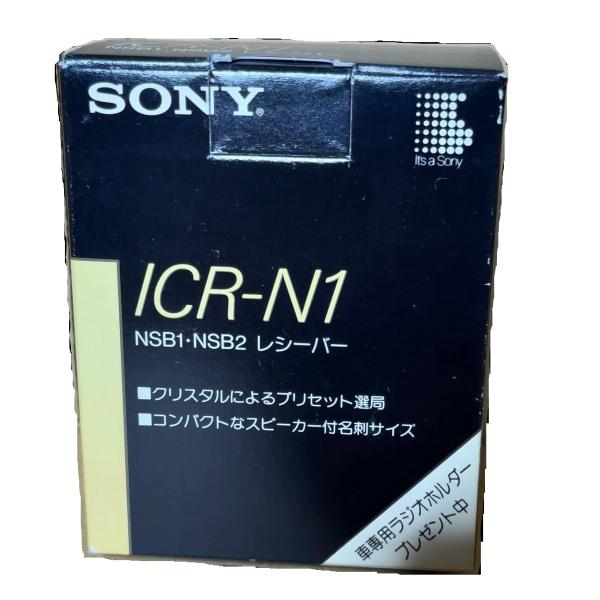 SONY®
It's a Sony
ICR-N1
NSB1・NSB2 レシーバー
■クリスタルによるプリセット選局
■コンパクトなスピーカー付名刺サイズ
車専用ラジオホルダー
プレゼント中